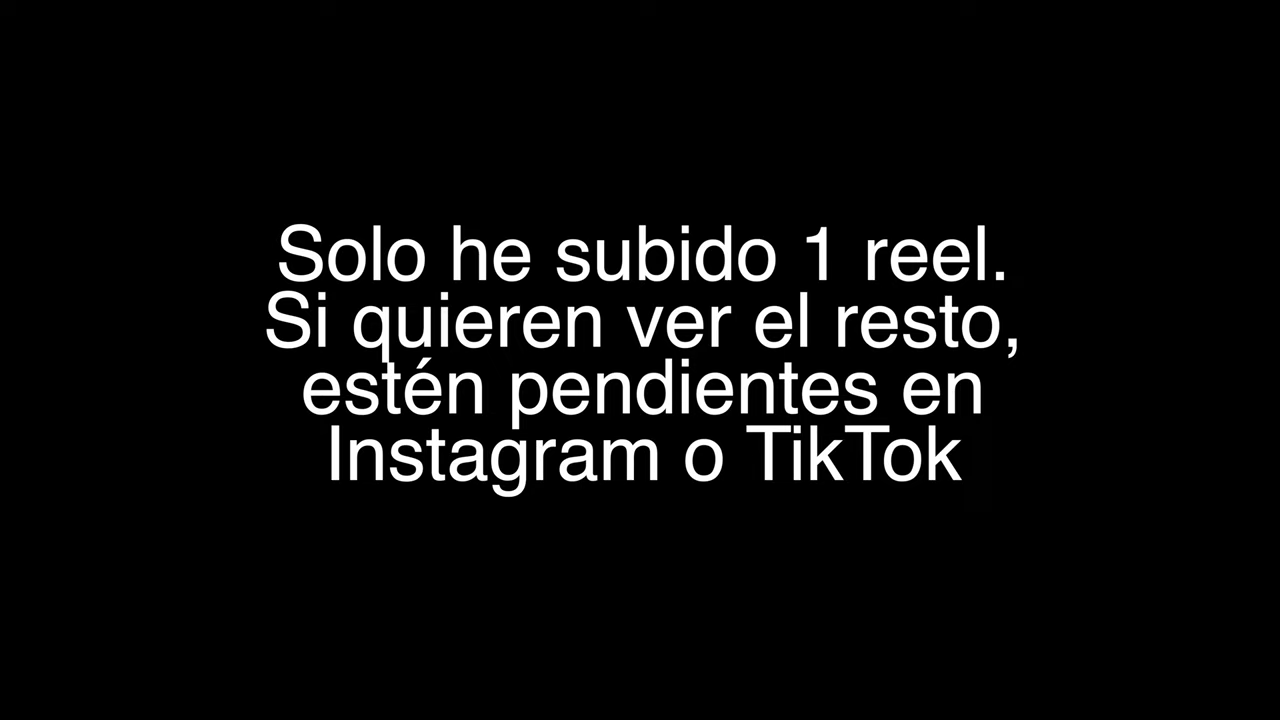 Solo he subido 1 reel.
Si quieren ver el resto,
estén pendientes en
Instagram o TikTok